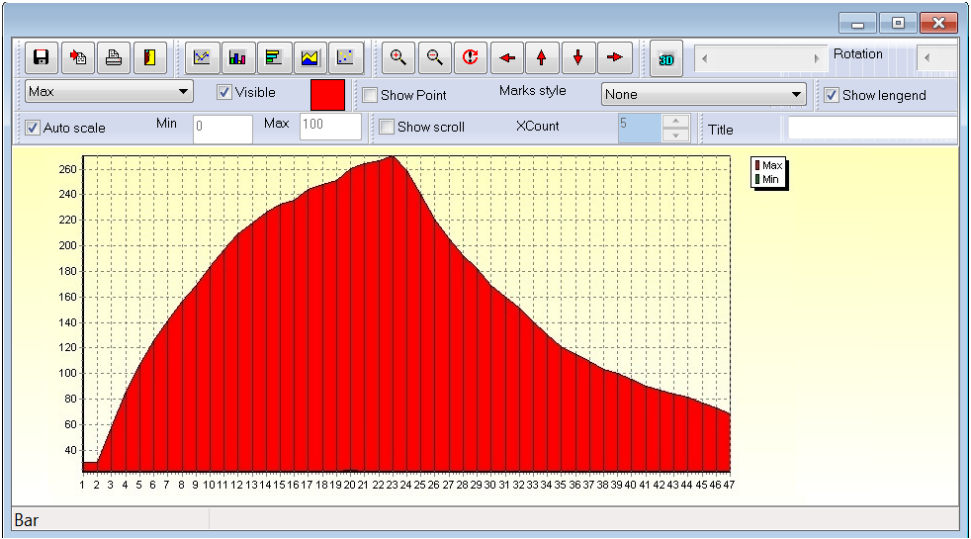 3D
Rotation
Max
Visible
Show Point
Marks style
None
Show lengend
Auto scale
Min
0
Max
100
Show scroll
XCount
5
Title
Max
Min
260
240
220
200
180
160
140
120
100
80
60
40
1 2 3 4 5 6 7 8 9 10 11 12 13 14 15 16 17 18 19 20 21 22 23 24 25 26 27 28 29 30 31 32 33 34 35 36 37 38 39 40 41 42 43 44 45 46 47
Bar